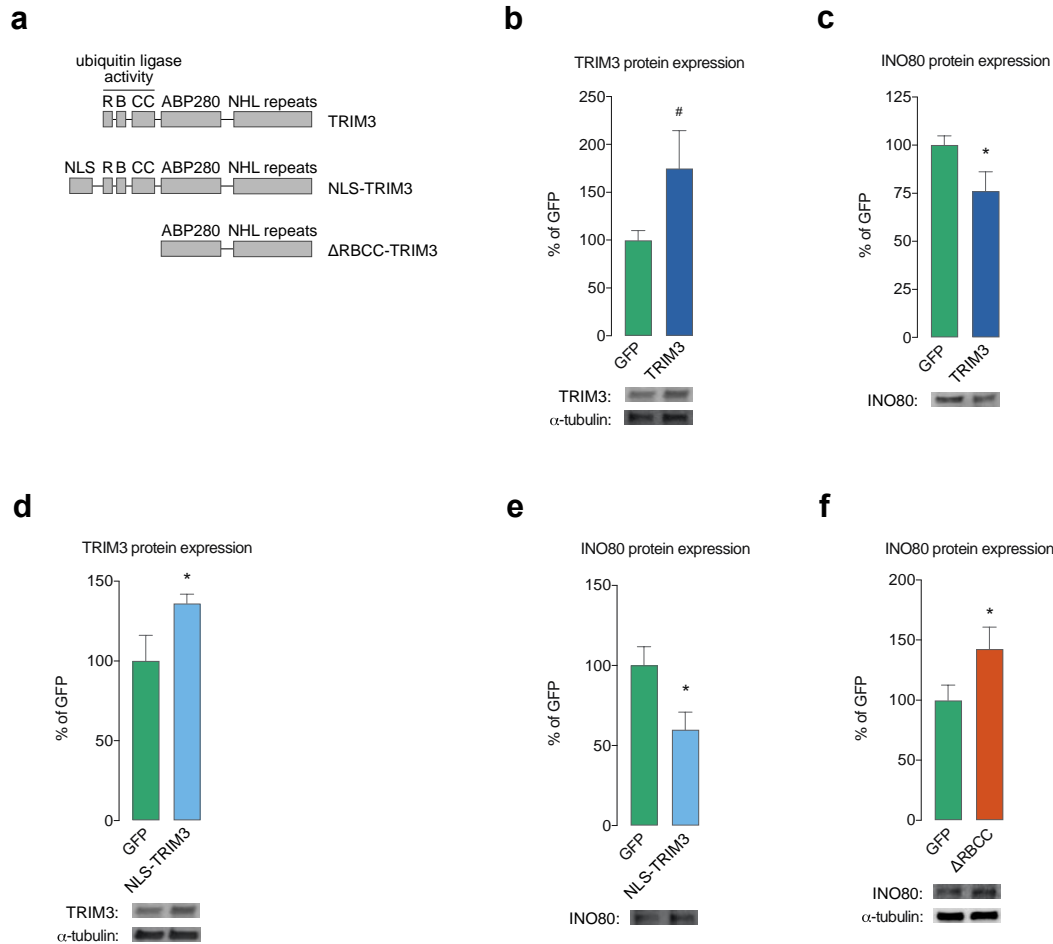 a
ubiquitin ligase
activity
R B CC ABP280 NHL repeats
TRIM3
NLS R B CC ABP280 NHL repeats
NLS-TRIM3
ABP280 NHL repeats
ΔRBCC-TRIM3
b
TRIM3 protein expression
% of GFP
250
200
150
100
50
0
#
GFP
TRIM3
TRIM3:
α-tubulin:
c
INO80 protein expression
% of GFP
125
100
75
50
25
0
*
GFP
TRIM3
INO80:
d
TRIM3 protein expression
% of GFP
150
100
50
0
*
GFP
NLS-TRIM3
TRIM3:
α-tubulin:
e
INO80 protein expression
% of GFP
150
100
50
0
*
GFP
NLS-TRIM3
INO80:
f
INO80 protein expression
% of GFP
200
150
100
50
0
*
GFP
ΔRBCC
INO80:
α-tubulin: